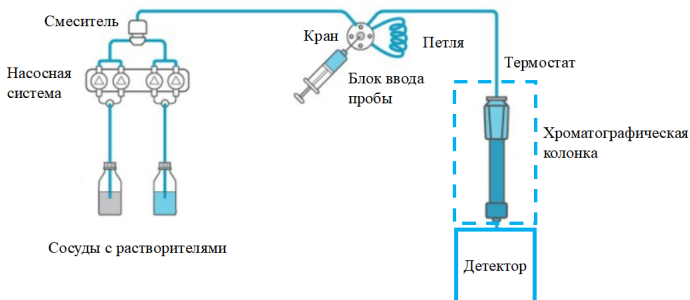 Смеситель
Кран
Петля
Насосная
система
Блок ввода
пробы
Термостат
Хроматографическая
колонка
Сосуды с растворителями
Детектор